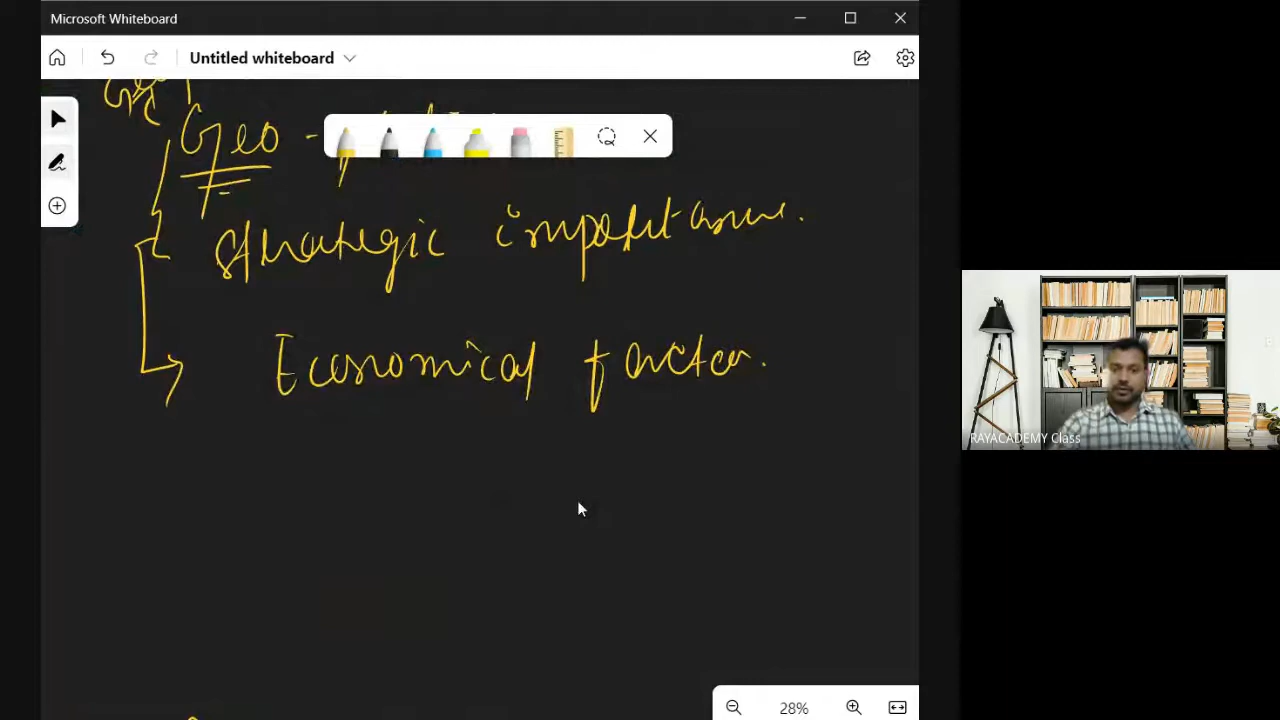 Microsoft Whiteboard
Untitled whiteboard
Geo -
Strategic importance.
Economical factor.
RAYACADEMY Class
28%